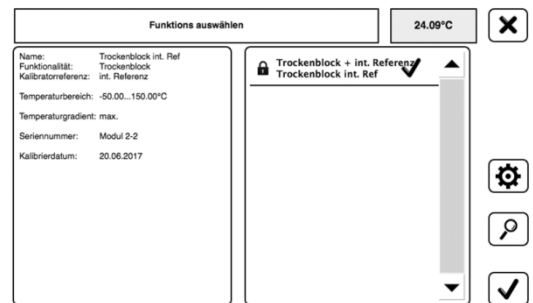 Funktions auswählen
24.09°C
Name: Trockenblock int. Ref
Funktionalität: Trockenblock
Kalibratorreferenz: int. Referenz
Temperaturbereich: -50.00...150.00°C
Temperaturgradient: max.
Seriennummer: Modul 2-2
Kalibrierdatum: 20.06.2017
Trockenblock + int. Referenz
Trockenblock int. Ref